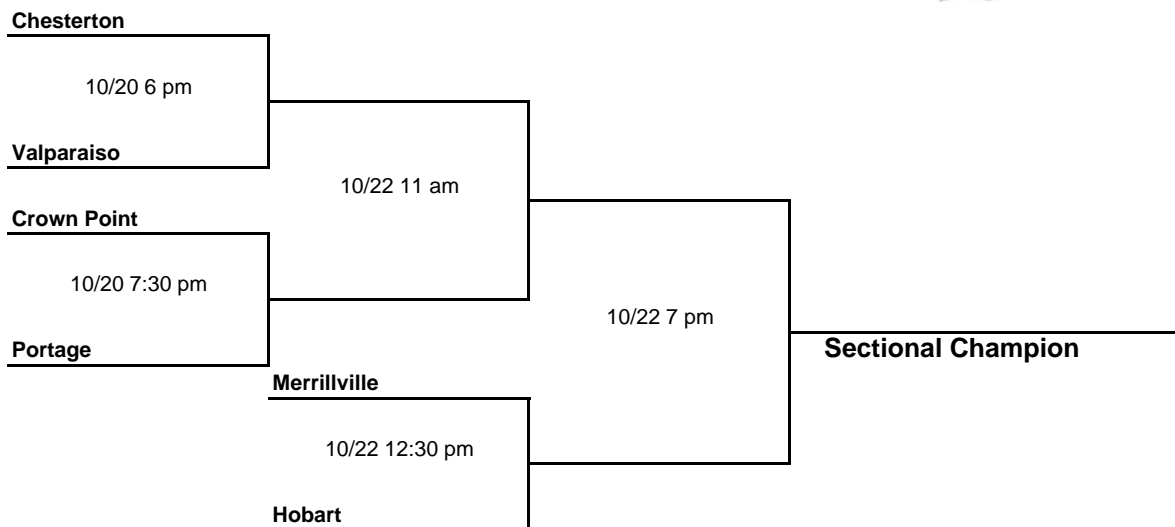 Chesterton
10/20 6 pm
Valparaiso
10/22 11 am
Crown Point
10/20 7:30 pm
10/22 7 pm
Portage
Sectional Champion
Merrillville
10/22 12:30 pm
Hobart